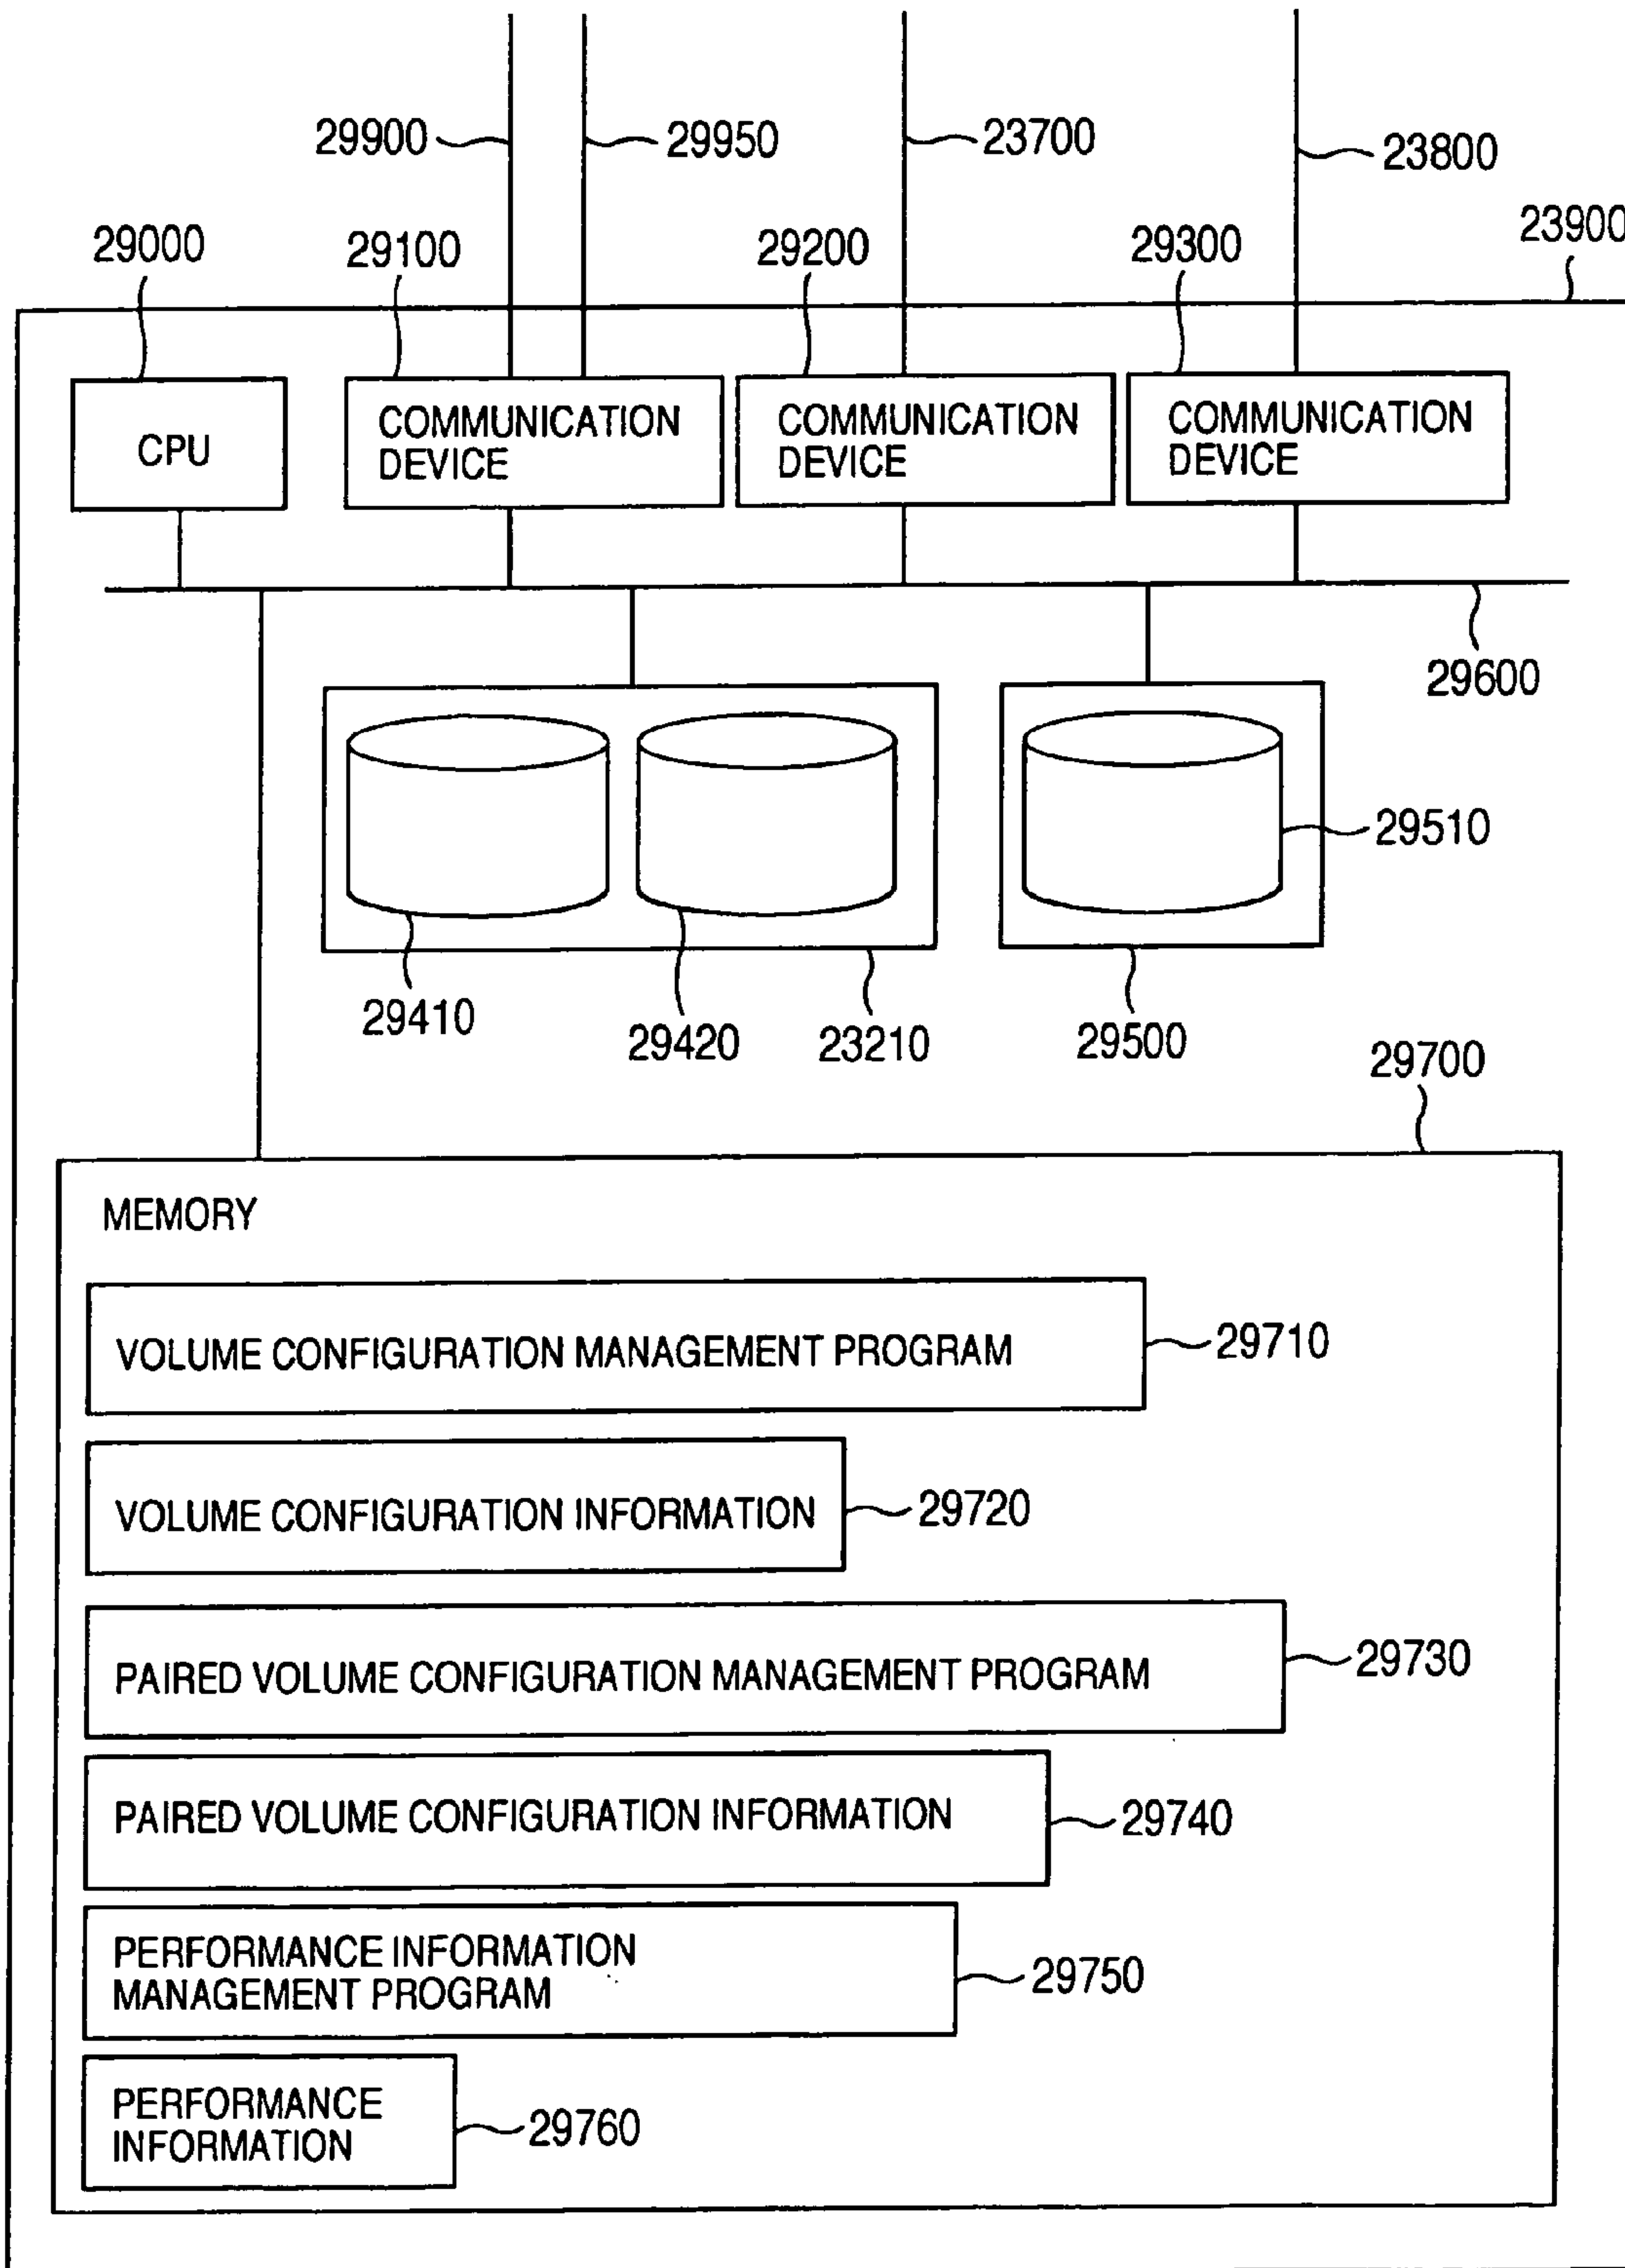 29900
29950
23700
23800
29000
29100
29200
29300
23900
CPU
COMMUNICATION
DEVICE
COMMUNICATION
DEVICE
COMMUNICATION
DEVICE
29600
29510
29410
29420
23210
29500
29700
MEMORY
VOLUME CONFIGURATION MANAGEMENT PROGRAM
29710
VOLUME CONFIGURATION INFORMATION
29720
PAIRED VOLUME CONFIGURATION MANAGEMENT PROGRAM
29730
PAIRED VOLUME CONFIGURATION INFORMATION
29740
PERFORMANCE INFORMATION
MANAGEMENT PROGRAM
29750
PERFORMANCE
INFORMATION
29760